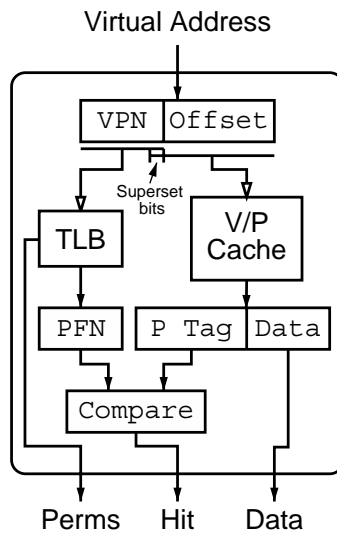 Virtual Address
VPN Offset
Superset
bits
TLB
V/P
Cache
PFN
P Tag Data
Compare
Perms Hit Data